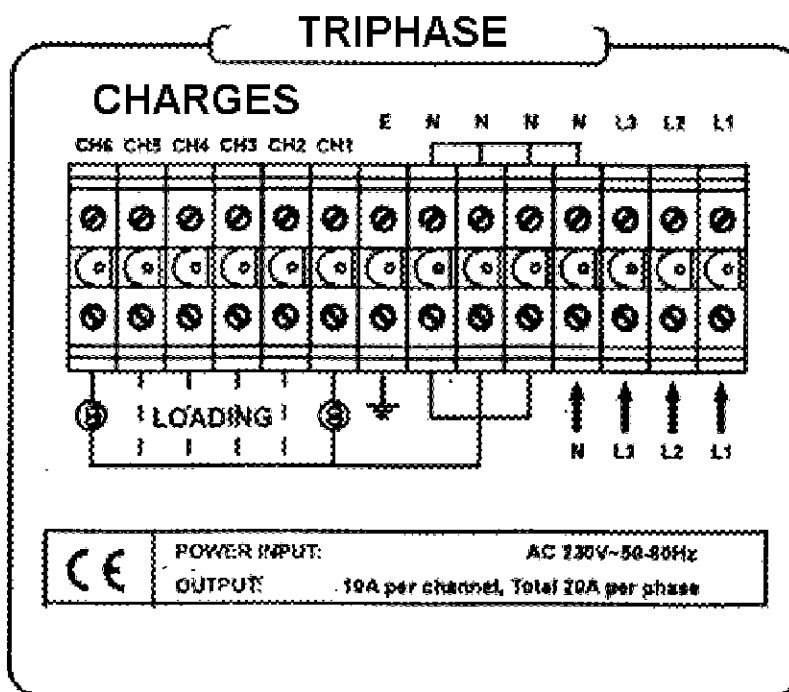 TRIPHASE
CHARGES
E N N N N L3 L2 L1
CH6 CH5 CH4 CH3 CH2 CH1
LOADING
N L3 L2 L1
CE POWER INPUT: AC 230V~50-60Hz
OUTPUT: 10A per channel, Total 20A per phase